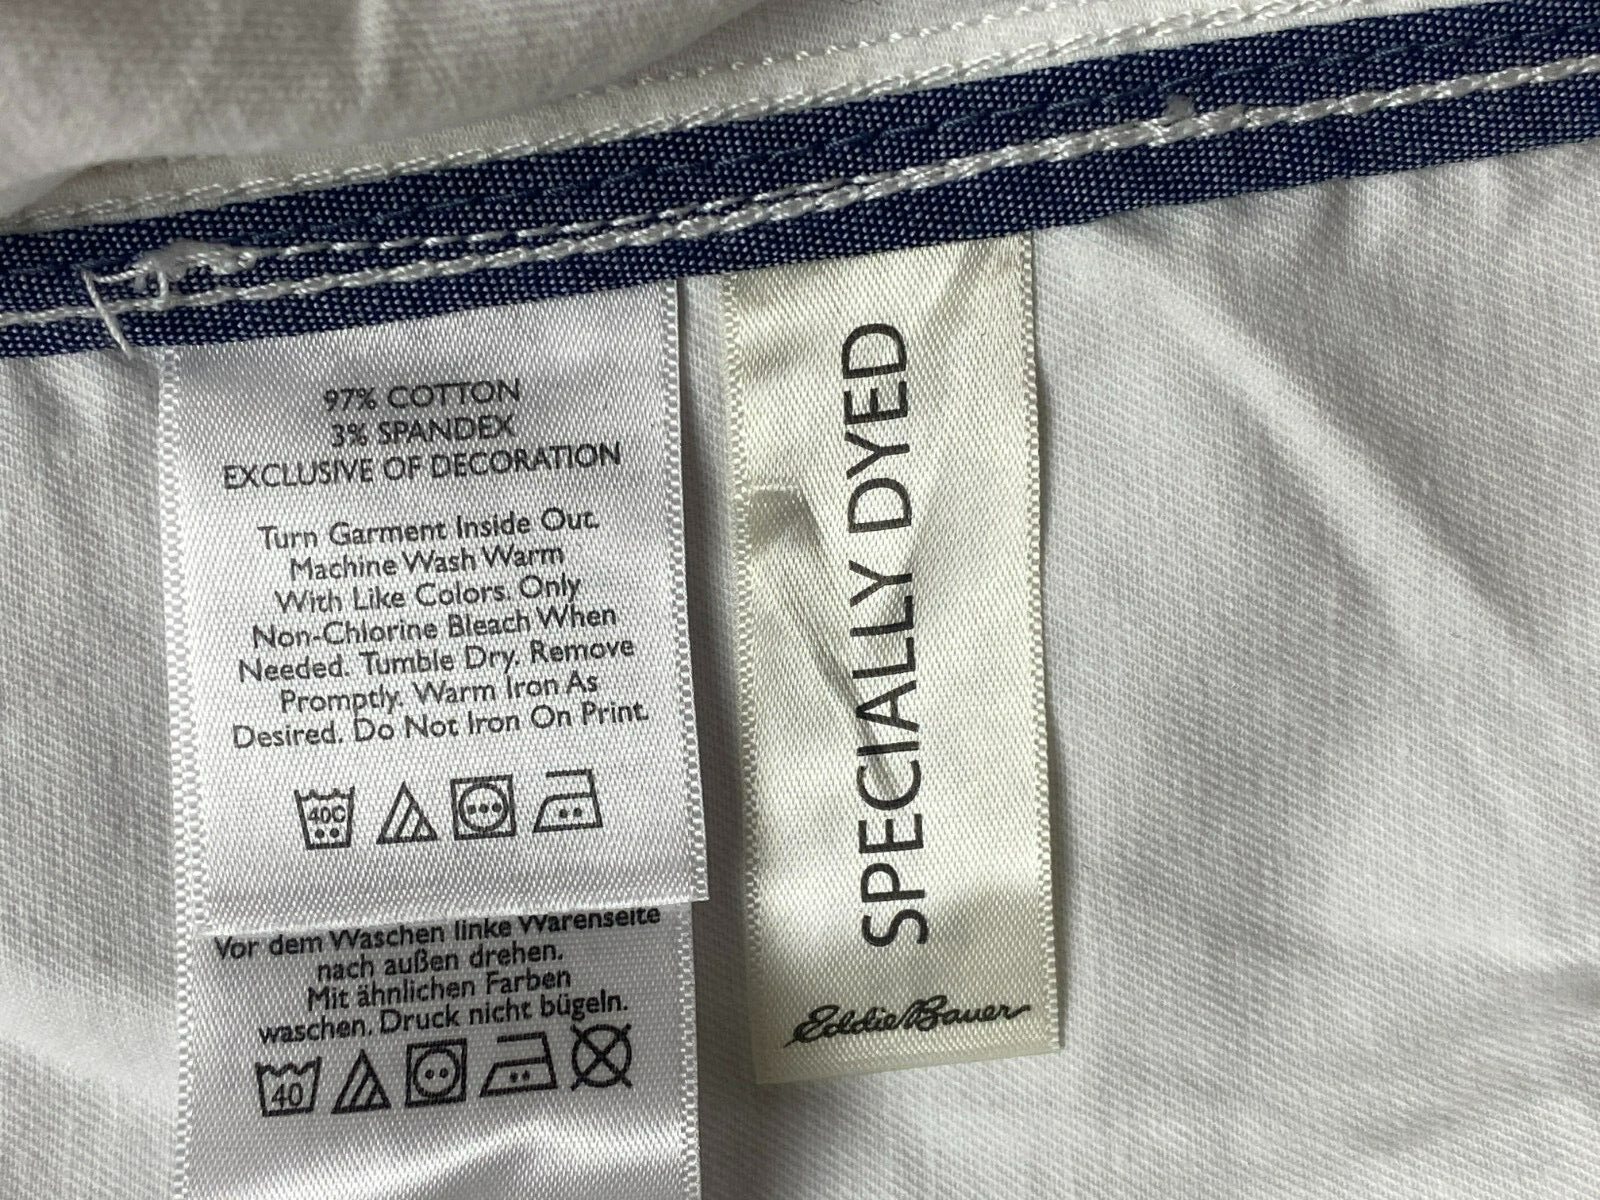 97% COTTON
3% SPANDEX
EXCLUSIVE OF DECORATION
Turn Garment Inside Out.
Machine Wash Warm
With Like Colors. Only
Non-Chlorine Bleach When
Needed. Tumble Dry. Remove
Promptly. Warm Iron As
Desired. Do Not Iron On Print.
40C
Vor dem Waschen linke Warenseite
nach außen drehen.
Mit ähnlichen Farben
waschen. Druck nicht bügeln.
40
SPECIALLY DYED
Eddie Bauer